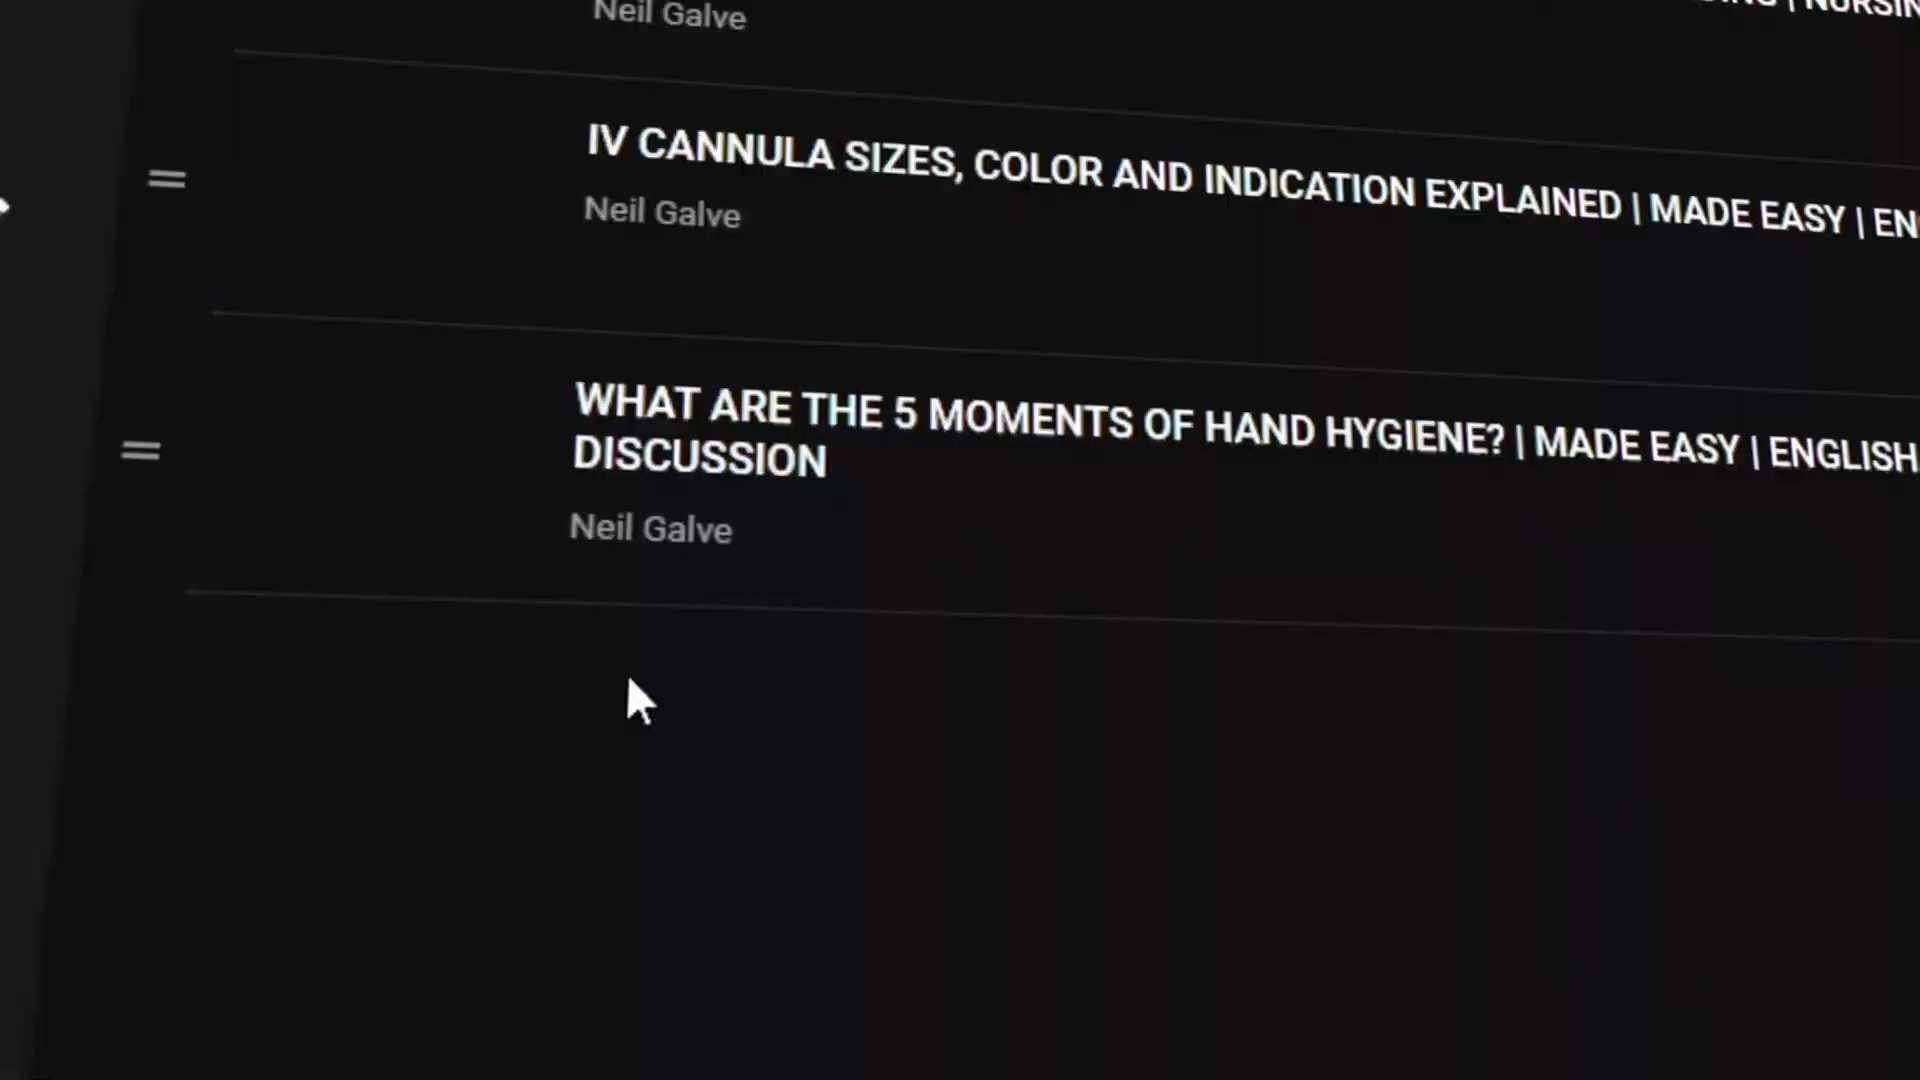 Neil Galve
IV CANNULA SIZES, COLOR AND INDICATION EXPLAINED | MADE EASY |
Neil Galve
WHAT ARE THE 5 MOMENTS OF HAND HYGIENE? | MADE EASY | ENGLISH
DISCUSSION
Neil Galve